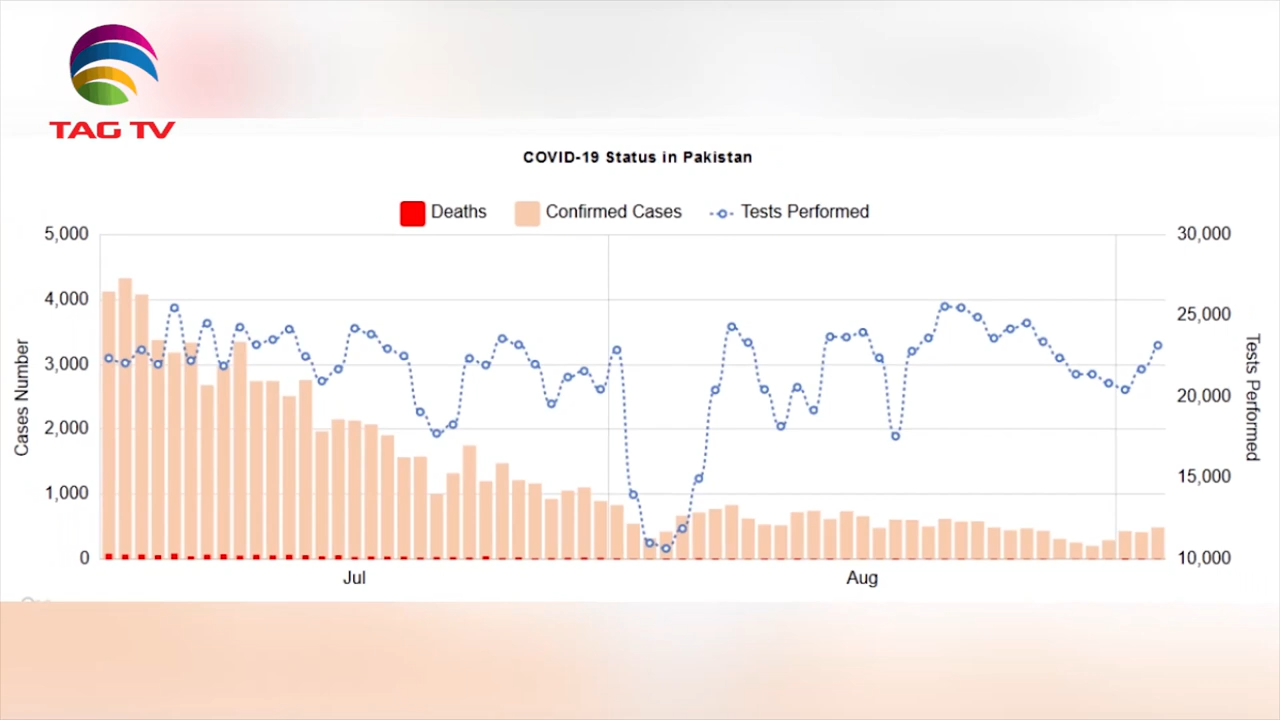 TAG TV
COVID-19 Status in Pakistan
Deaths Confirmed Cases Tests Performed
5,000 30,000
4,000 25,000
3,000 20,000
2,000 15,000
1,000 10,000
0
Cases Number
Tests Performed
Jul Aug